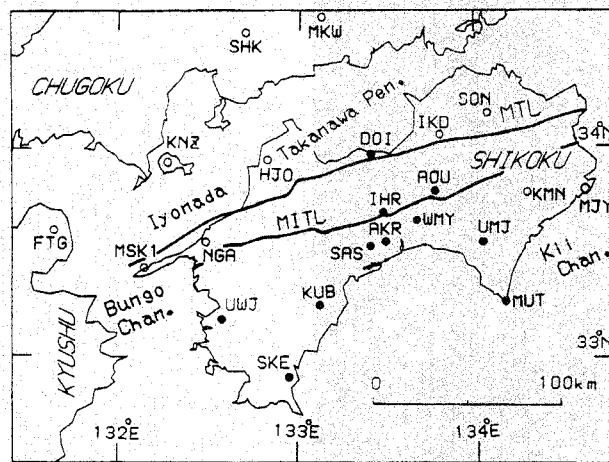 MKW
SHK
CHUGOKU
Takanawa Pen.
SON
MTL
IKD
KNZ
DOI
34°N
HJO
SHIKOKU
Iyonada
AOU
KMN
MJY
IHR
MITL
WMY
FTG
NGA
AKR
UMJ
SAS
MSK1
Kii
Chan.
Bungo
Chan.
KUB
MUT
UWJ
KYUSHU
33°N
SKE
0
100km
132°E
133°E
134°E